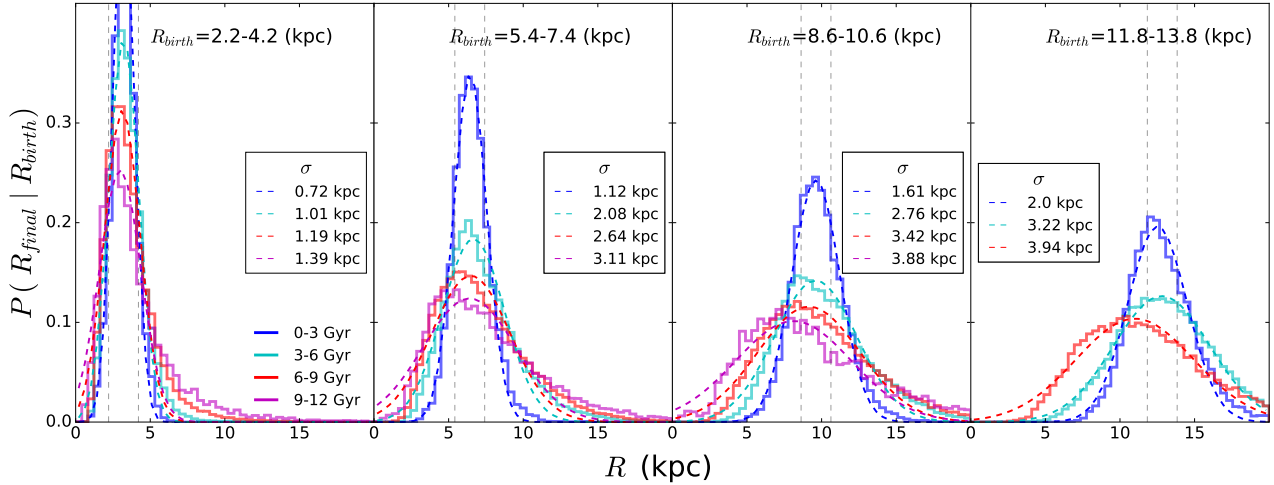 R_birth=2.2-4.2 (kpc)
R_birth=5.4-7.4 (kpc)
R_birth=8.6-10.6 (kpc)
R_birth=11.8-13.8 (kpc)
P ( R_final | R_birth)
0.3
0.2
0.1
0.0
σ
0.72 kpc
1.01 kpc
1.19 kpc
1.39 kpc
σ
1.12 kpc
2.08 kpc
2.64 kpc
3.11 kpc
σ
1.61 kpc
2.76 kpc
3.42 kpc
3.88 kpc
σ
2.0 kpc
3.22 kpc
3.94 kpc
0-3 Gyr
3-6 Gyr
6-9 Gyr
9-12 Gyr
0 5 10 15 0 5 10 15 0 5 10 15 0 5 10 15
R (kpc)